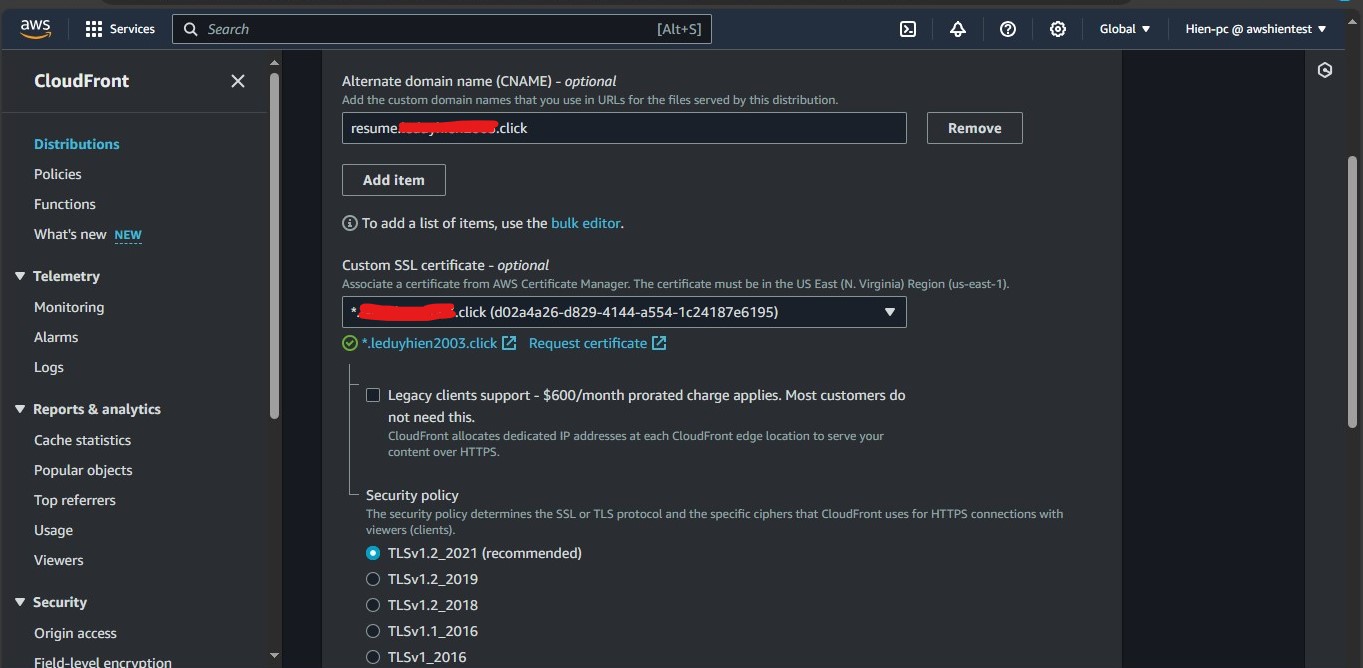 aws
Services
Search
[Alt+S]
Global
Hien-pc @ awshientest
CloudFront
Distributions
Policies
Functions
What's new NEW
Telemetry
Monitoring
Alarms
Logs
Reports & analytics
Cache statistics
Popular objects
Top referrers
Usage
Viewers
Security
Origin access
Field-level encryption
Alternate domain name (CNAME) - optional
Add the custom domain names that you use in URLs for the files served by this distribution.
resume. .click
Remove
Add item
To add a list of items, use the bulk editor.
Custom SSL certificate - optional
Associate a certificate from AWS Certificate Manager. The certificate must be in the US East (N. Virginia) Region (us-east-1).
*. .click (d02a4a26-d829-4144-a554-1c24187e6195)
*.leduyhien2003.click Request certificate
Legacy clients support - $600/month prorated charge applies. Most customers do
not need this.
CloudFront allocates dedicated IP addresses at each CloudFront edge location to serve your
content over HTTPS.
Security policy
The security policy determines the SSL or TLS protocol and the specific ciphers that CloudFront uses for HTTPS connections with
viewers (clients).
TLSv1.2_2021 (recommended)
TLSv1.2_2019
TLSv1.2_2018
TLSv1.1_2016
TLSv1_2016